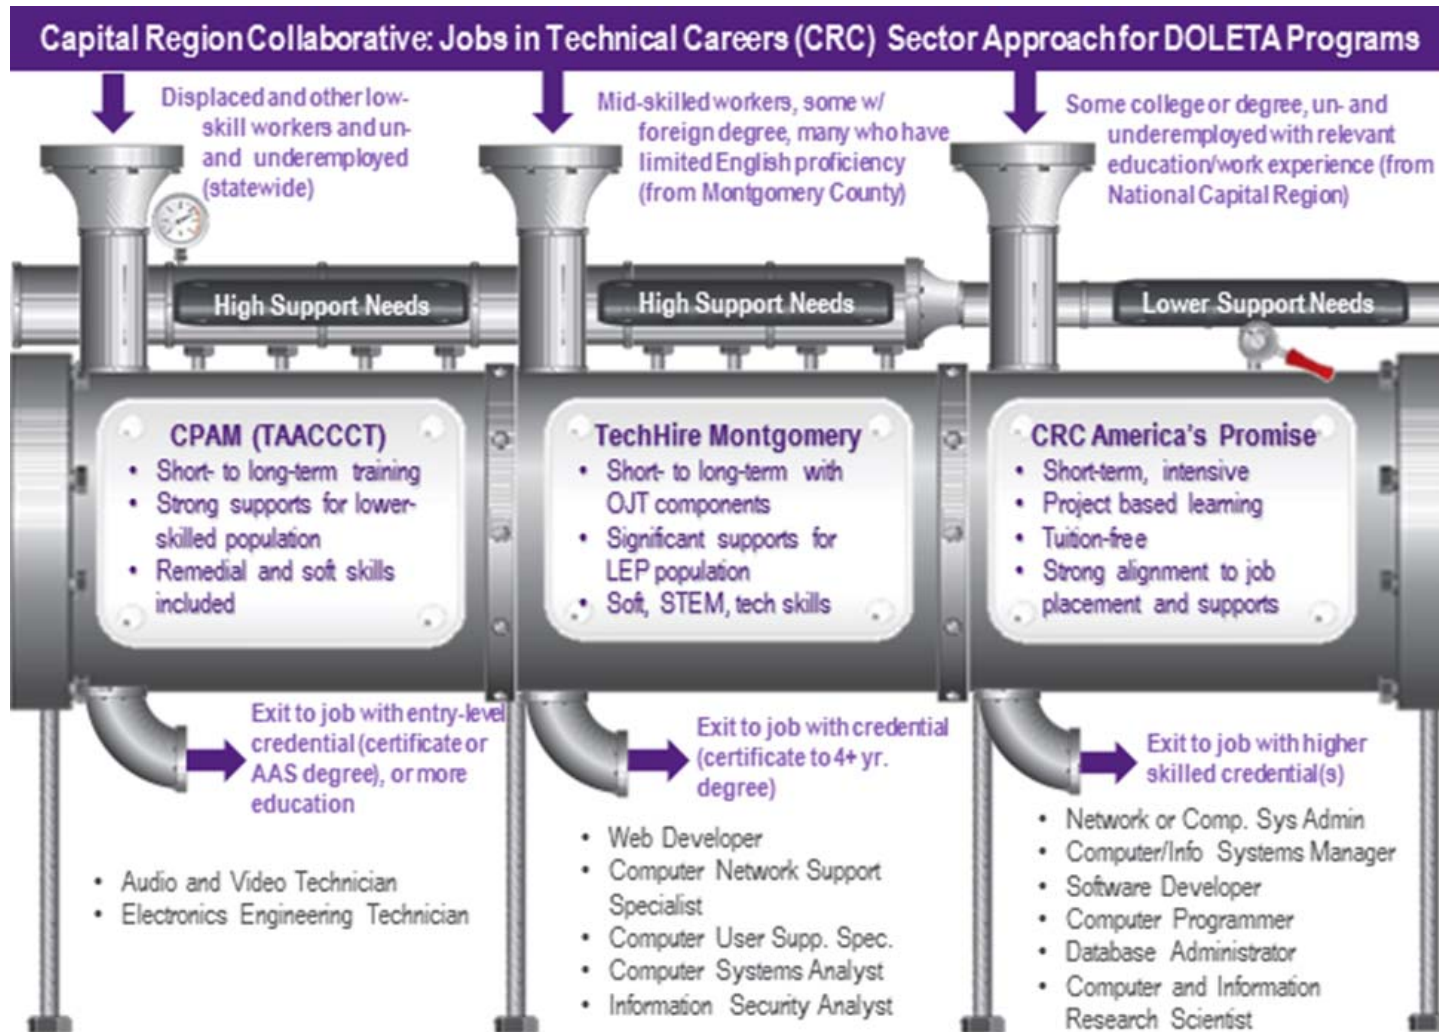 Capital Region Collaborative: Jobs in Technical Careers (CRC) Sector Approach for DOLETA Programs
Displaced and other low-
skill workers and un-
and underemployed
(statewide)
Mid-skilled workers, some w/
foreign degree, many who have
limited English proficiency
(from Montgomery County)
Some college or degree, un- and
underemployed with relevant
education/work experience (from
National Capital Region)
High Support Needs
High Support Needs
Lower Support Needs
CPAM (TAACCCT)
• Short- to long-term training
• Strong supports for lower-
skilled population
• Remedial and soft skills
included
TechHire Montgomery
• Short- to long-term with
OJT components
• Significant supports for
LEP population
• Soft, STEM, tech skills
CRC America's Promise
• Short-term, intensive
• Project based learning
• Tuition-free
• Strong alignment to job
placement and supports
Exit to job with entry-level
credential (certificate or
AAS degree), or more
education
• Audio and Video Technician
• Electronics Engineering Technician
Exit to job with credential
(certificate to 4+ yr.
degree)
• Web Developer
• Computer Network Support
Specialist
• Computer User Supp. Spec.
• Computer Systems Analyst
• Information Security Analyst
Exit to job with higher
skilled credential(s)
• Network or Comp. Sys Admin
• Computer/Info Systems Manager
• Software Developer
• Computer Programmer
• Database Administrator
• Computer and Information
Research Scientist